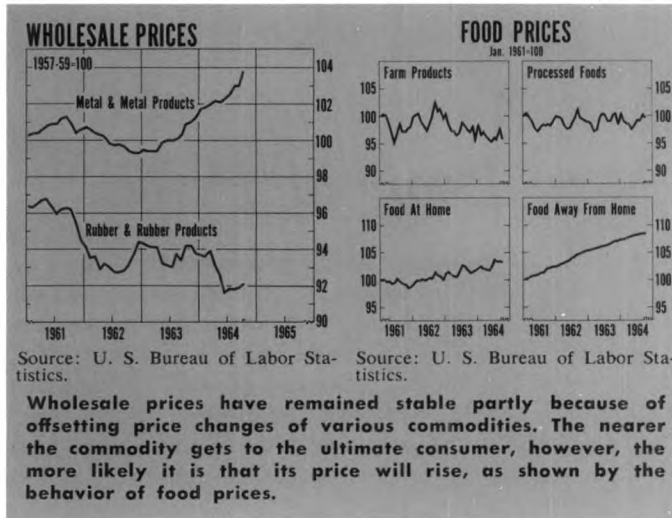 WHOLESALE PRICES
1957-59=100
Metal & Metal Products
Rubber & Rubber Products
104
102
100
98
96
94
92
90
1961 1962 1963 1964 1965
Source: U. S. Bureau of Labor Sta-
tistics.
FOOD PRICES
Jan. 1961=100
Farm Products
105
100
95
90
Processed Foods
105
100
95
90
Food At Home
110
105
100
95
1961 1962 1963 1964
Food Away From Home
110
105
100
95
1961 1962 1963 1964
Source: U. S. Bureau of Labor Sta-
tistics.
Wholesale prices have remained stable partly because of
offsetting price changes of various commodities. The nearer
the commodity gets to the ultimate consumer, however, the
more likely it is that its price will rise, as shown by the
behavior of food prices.